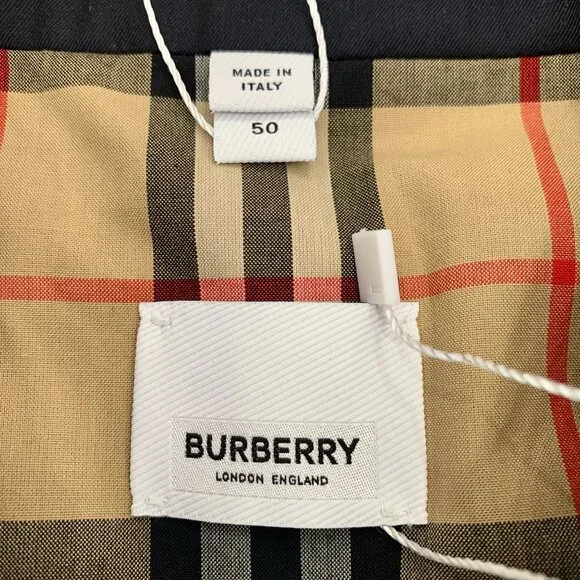 MADE IN
ITALY
50
BURBERRY
LONDON ENGLAND